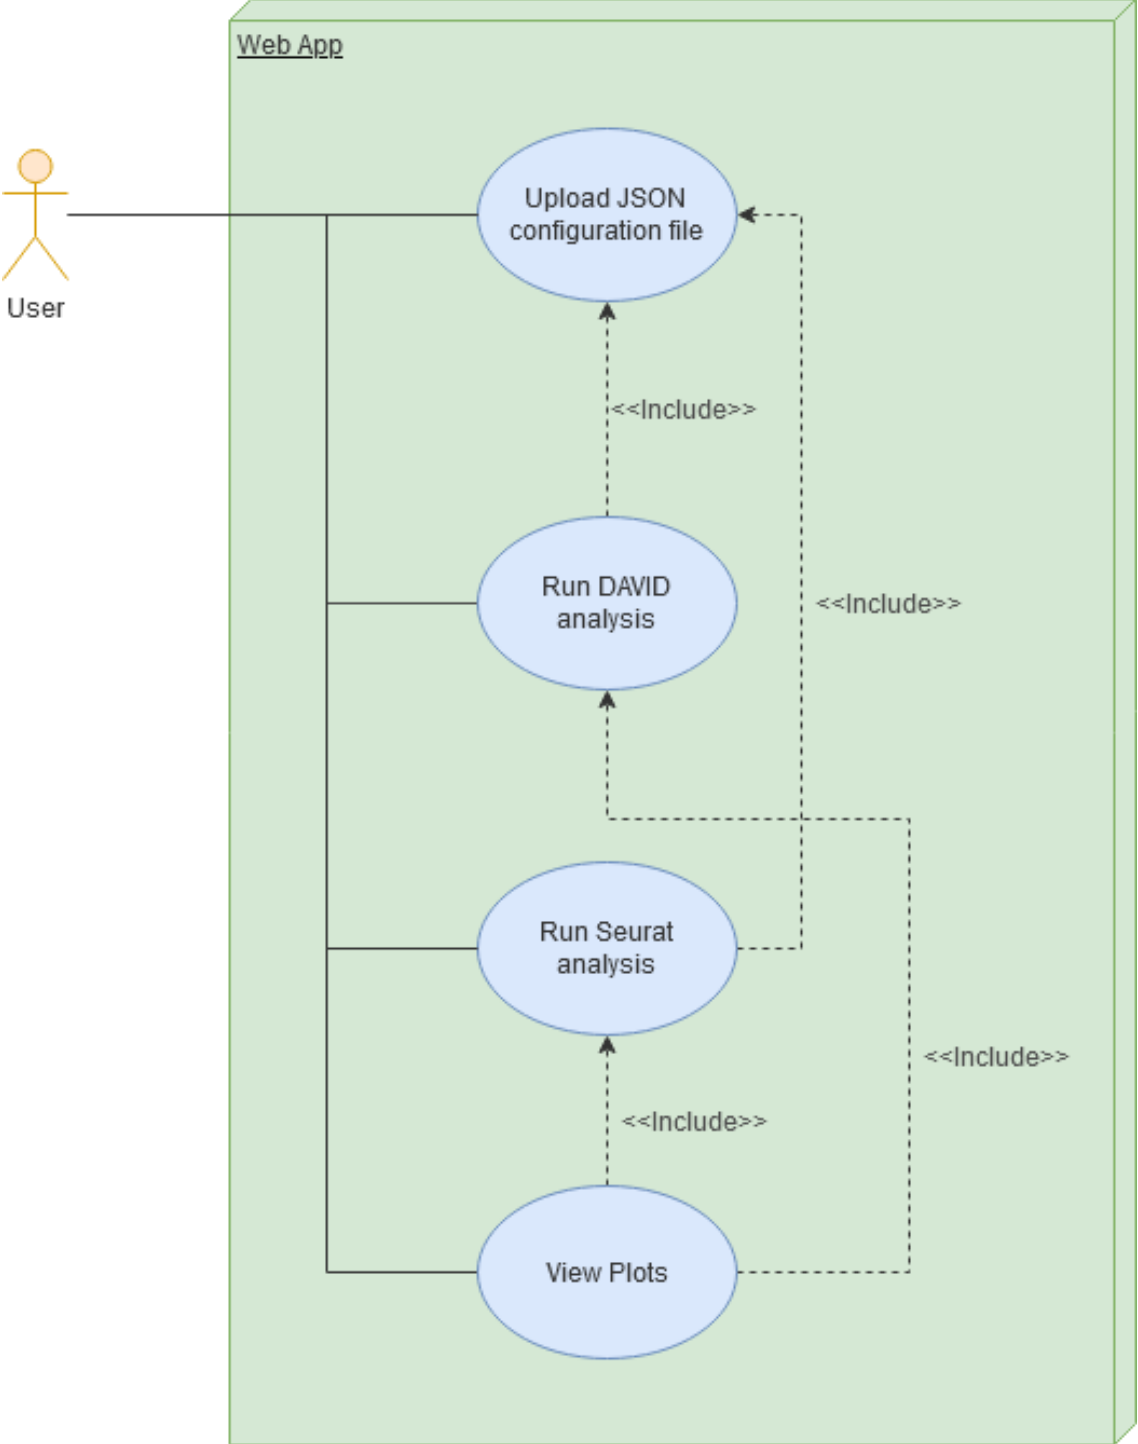 Web App
Upload JSON
configuration file
User
<<Include>>
Run DAVID
analysis
<<Include>>
Run Seurat
analysis
<<Include>>
<<Include>>
View Plots